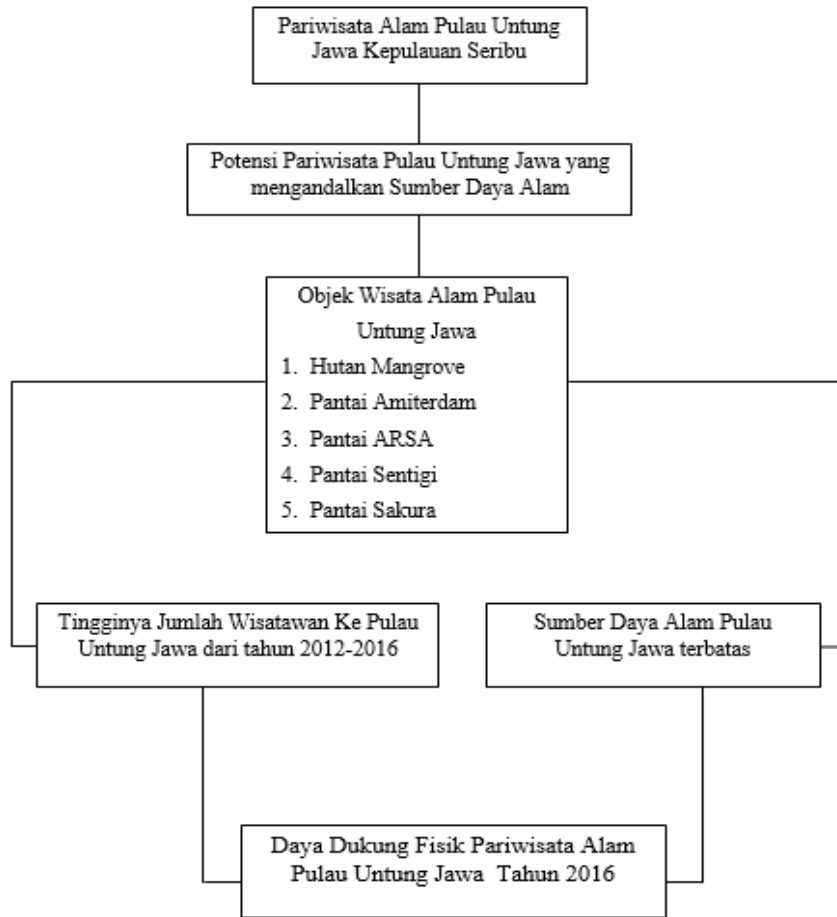 Pariwisata Alam Pulau Untung
Jawa Kepulauan Seribu
Potensi Pariwisata Pulau Untung Jawa yang
mengandalkan Sumber Daya Alam
Objek Wisata Alam Pulau
Untung Jawa
1. Hutan Mangrove
2. Pantai Amiterdam
3. Pantai ARSA
4. Pantai Sentigi
5. Pantai Sakura
Tingginya Jumlah Wisatawan Ke Pulau
Untung Jawa dari tahun 2012-2016
Sumber Daya Alam Pulau
Untung Jawa terbatas
Daya Dukung Fisik Pariwisata Alam
Pulau Untung Jawa Tahun 2016